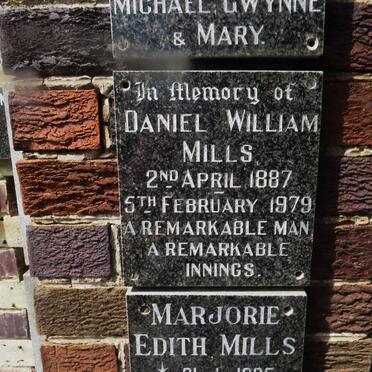 MICHAEL, GWYNNE
& MARY.
In Memory of
DANIEL WILLIAM
MILLS.
2ND APRIL 1887
–
5TH FEBRUARY 1979
A REMARKABLE MAN
A REMARKABLE
INNINGS.
MARJORIE
EDITH MILLS